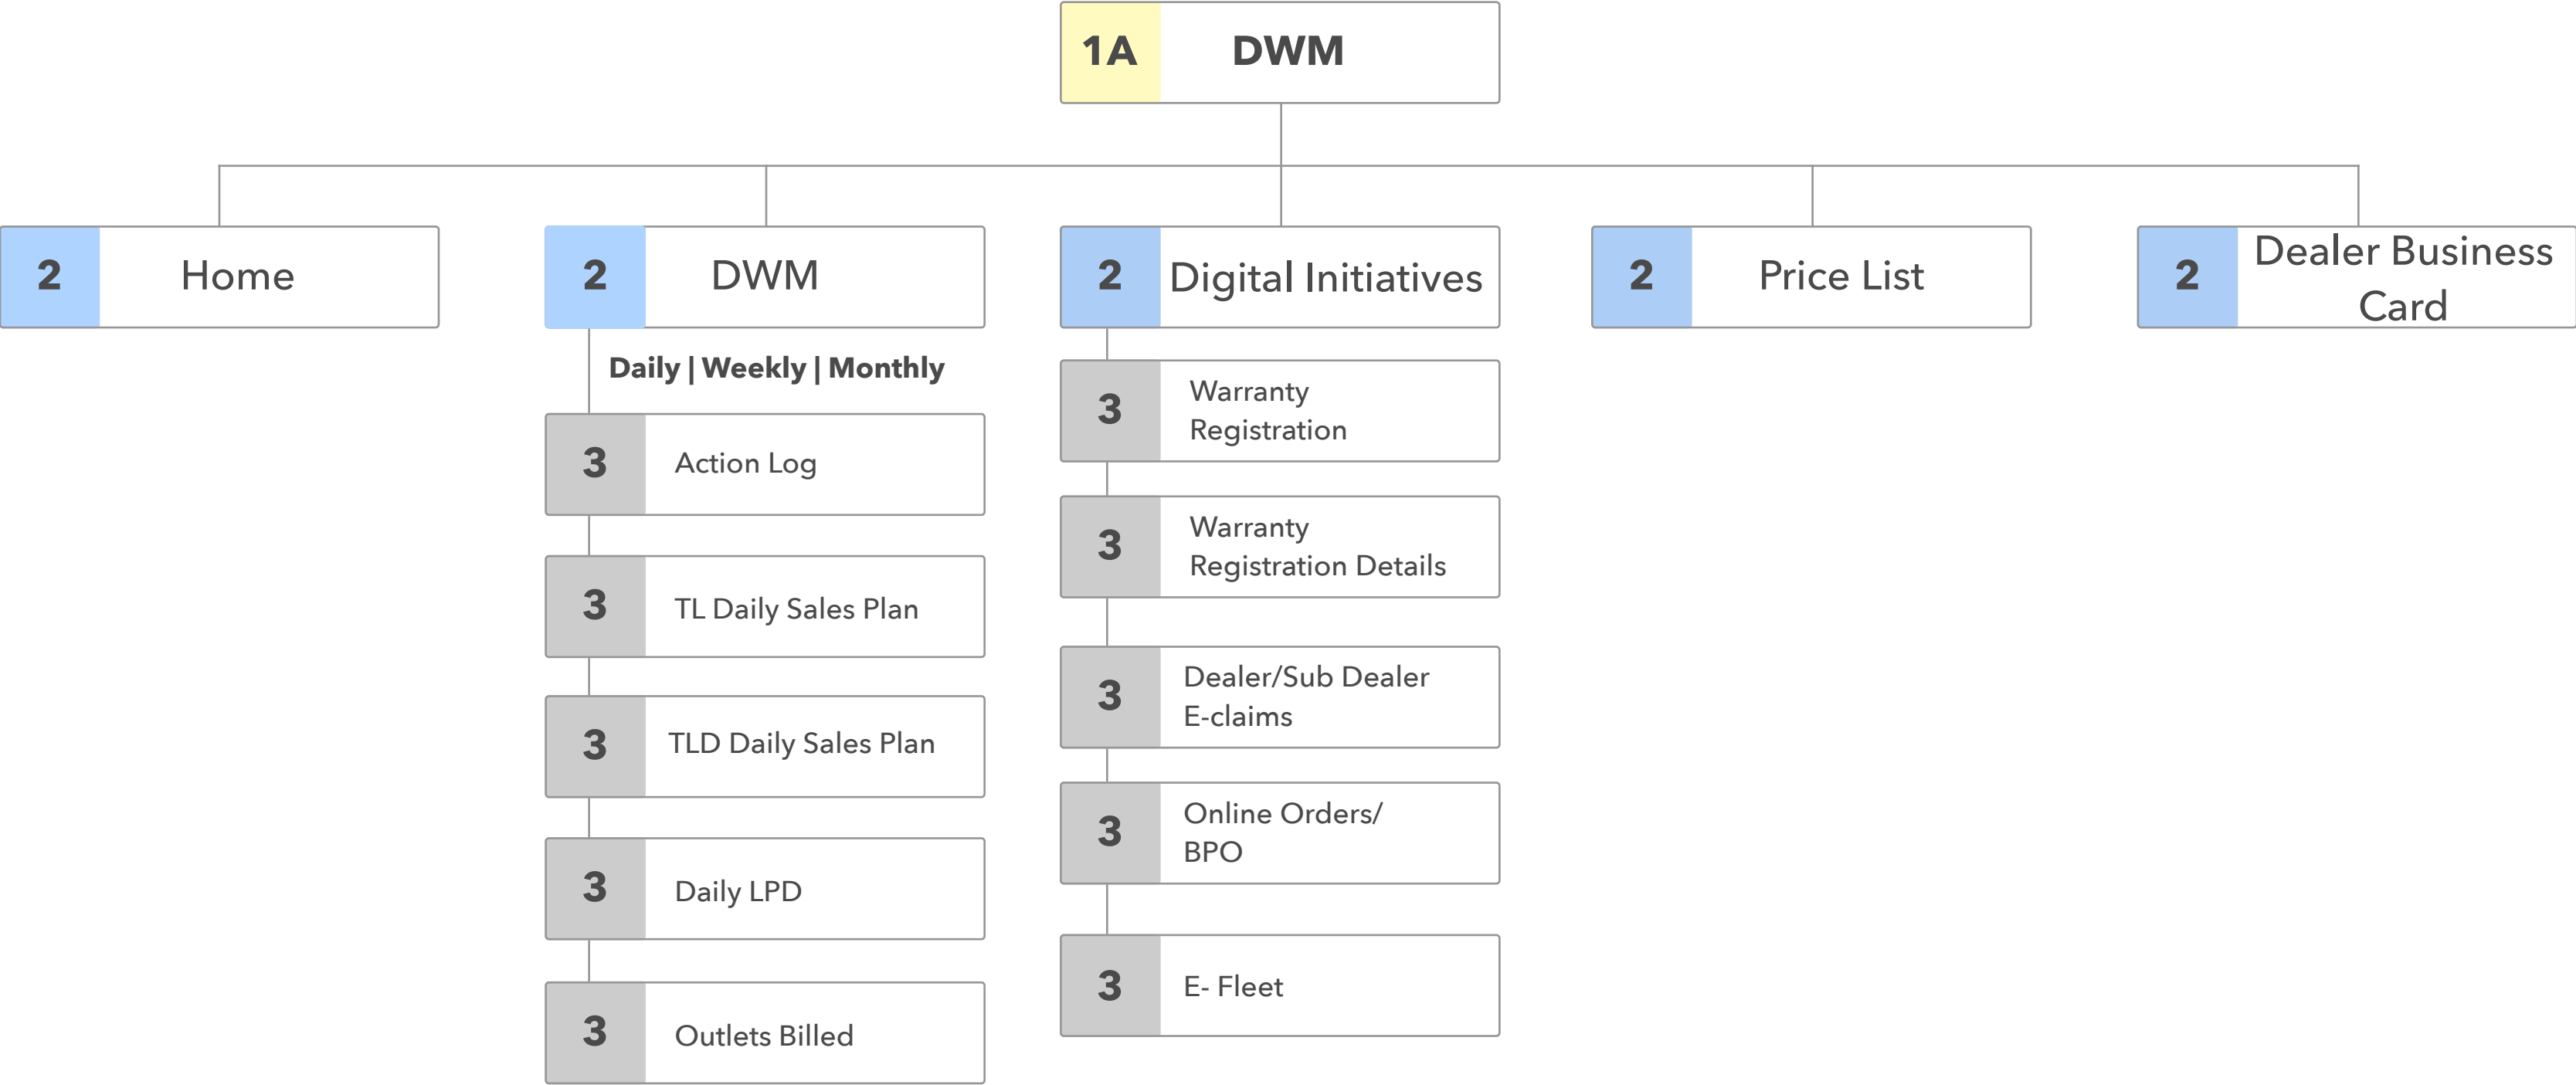 1A DWM
2 Home
2 DWM
2 Digital Initiatives
2 Price List
2 Dealer Business
Card
Daily | Weekly | Monthly
3 Action Log
3 TL Daily Sales Plan
3 TLD Daily Sales Plan
3 Daily LPD
3 Outlets Billed
3 Warranty
Registration
3 Warranty
Registration Details
3 Dealer/Sub Dealer
E-claims
3 Online Orders/
BPO
3 E- Fleet